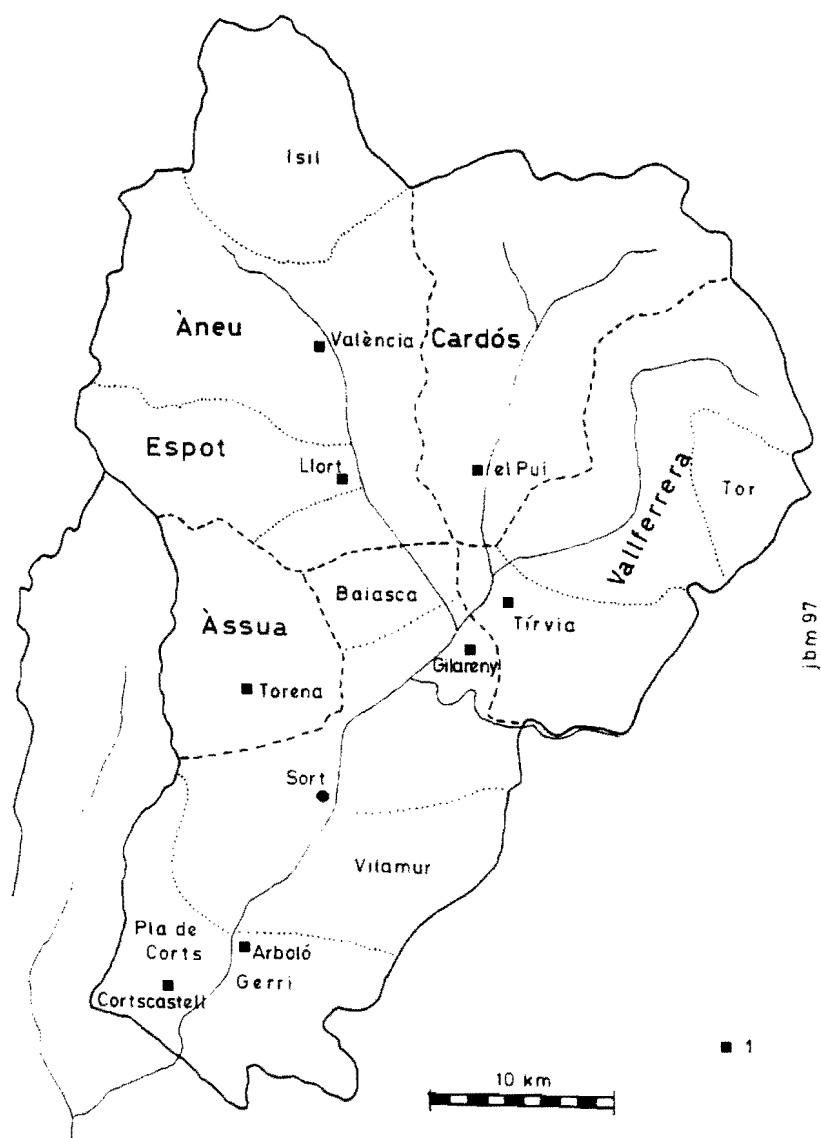 Isil
Àneu
València
Cardós
Espot
Llort
el Pui
Vallferrera
Tor
Baiasca
Àssua
Tírvia
Gilareny
Torena
jbm 97
Sort
Vilamur
Pla de
Corts
Arboló
Gerri
Cortscastell
1
10 km